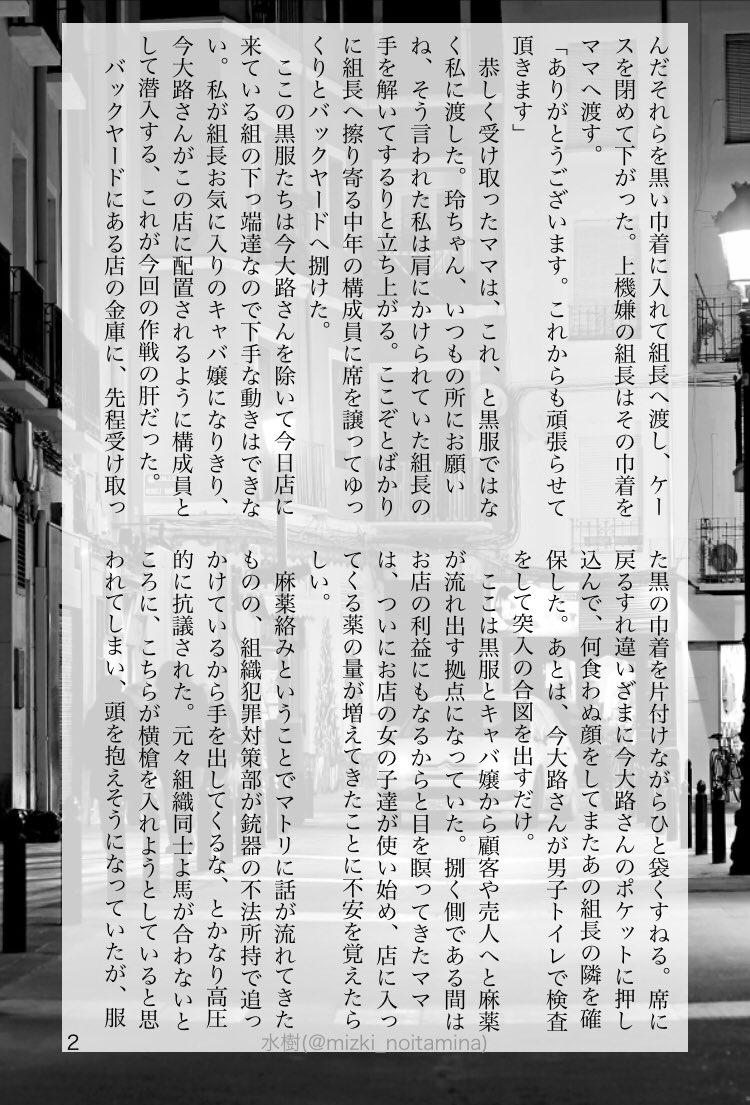 んだそれらを黒い巾着に入れて組長へ渡し、ケー
スを閉めて下がった。上機嫌の組長はその巾着を
ママへ渡す。
「ありがとうございます。これからも頑張らせて
頂きます」
恭しく受け取ったママは、これ、と黒服ではな
く私に渡した。玲ちゃん、いつもの所にお願い
ね、そう言われた私は肩にかけられていた組長の
手を解いてするりと立ち上がる。ここぞとばかり
に組長へ擦り寄る中年の構成員に席を譲ってゆっ
くりとバックヤードへ捌けた。
ここの黒服たちは今大路さんを除いて今日店に
来ている組の下っ端達なので下手な動きはできな
い。私が組長お気に入りのキャバ嬢になりきり、
今大路さんがこの店に配置されるように構成員と
して潜入する、これが今回の作戦の肝だった。
バックヤードにある店の金庫に、先程受け取っ
た黒の巾着を片付けながらひと袋くすねる。席に
戻るすれ違いざまに今大路さんのポケットに押し
込んで、何食わぬ顔をしてまたあの組長の隣を確
保した。あとは、今大路さんが男子トイレで検査
をして突入の合図を出すだけ。
ここは黒服とキャバ嬢から顧客や売人へと麻薬
が流れ出す拠点になっていた。捌く側である間は
お店の利益にもなるからと目を瞑ってきたママ
は、ついにお店の女の子達が使い始め、店に入っ
てくる薬の量が増えてきたことに不安を覚えたら
しい。
麻薬絡みということでマトリに話が流れてきた
ものの、組織犯罪対策部が銃器の不法所持で追っ
かけているから手を出してくるな、とかなり高圧
的に抗議された。元々組織同士よ馬が合わないと
ころに、こちらが横槍を入れようとしていると思
われてしまい、頭を抱えそうになっていたが、服
2
水樹(@mizki_noitamina)